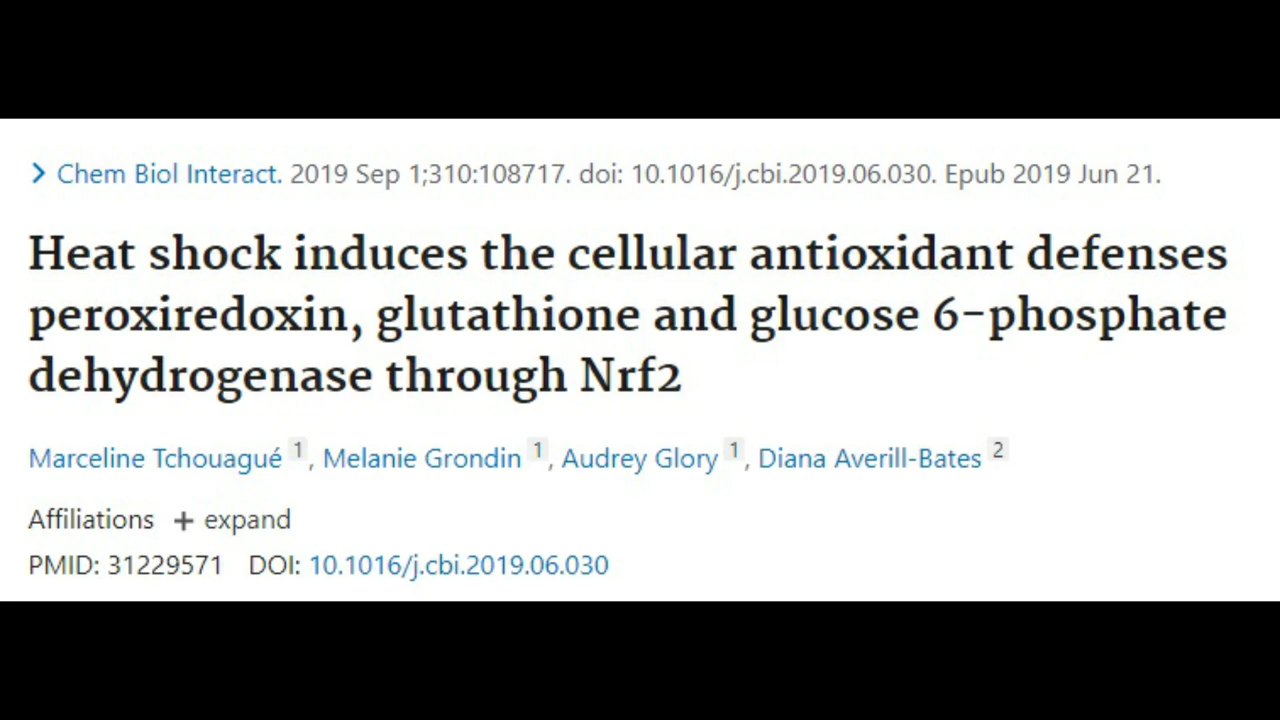 Chem Biol Interact. 2019 Sep 1;310:108717. doi: 10.1016/j.cbi.2019.06.030. Epub 2019 Jun 21.
Heat shock induces the cellular antioxidant defenses
peroxiredoxin, glutathione and glucose 6-phosphate
dehydrogenase through Nrf2
Marceline Tchouagué 1, Melanie Grondin 1, Audrey Glory 1, Diana Averill-Bates 2
Affiliations + expand
PMID: 31229571 DOI: 10.1016/j.cbi.2019.06.030